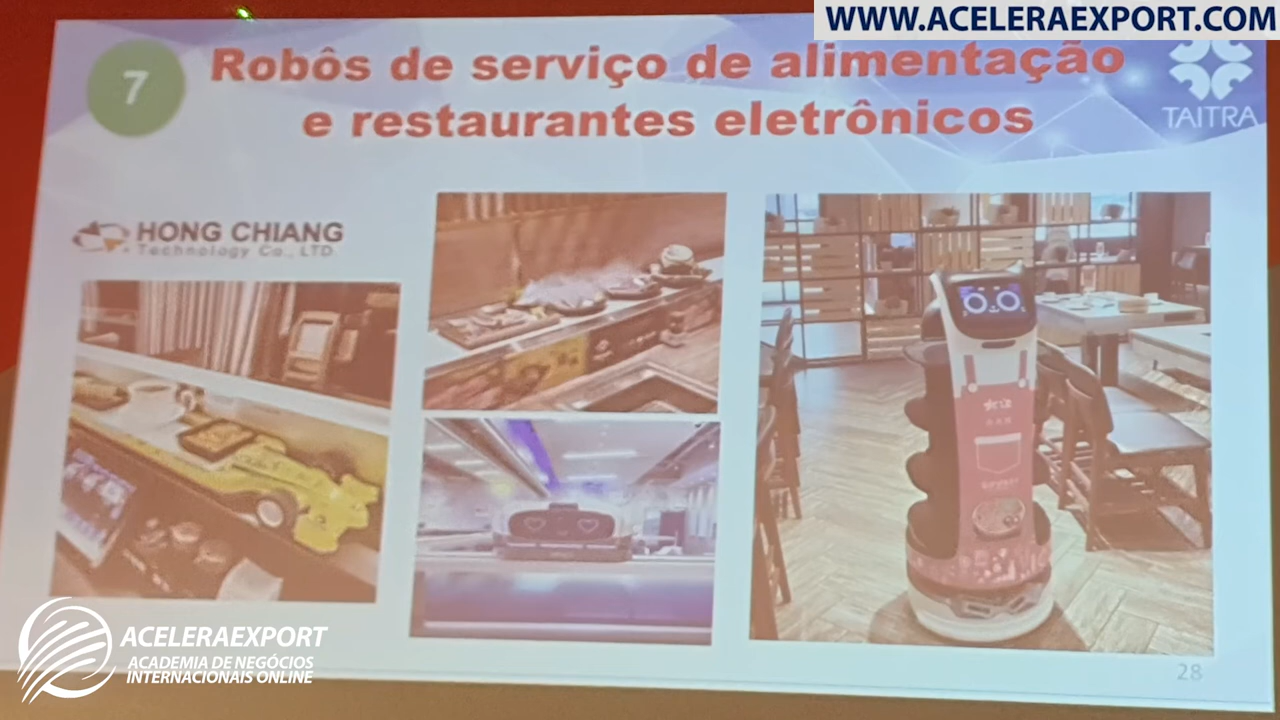 WWW.ACELERAEXPORT.COM
7
Robôs de serviço de alimentação
e restaurantes eletrônicos
TAITRA
HONG CHIANG
Technology Co., LTD
28
ACELERAEXPORT
ACADEMIA DE NEGÓCIOS
INTERNACIONAIS ONLINE